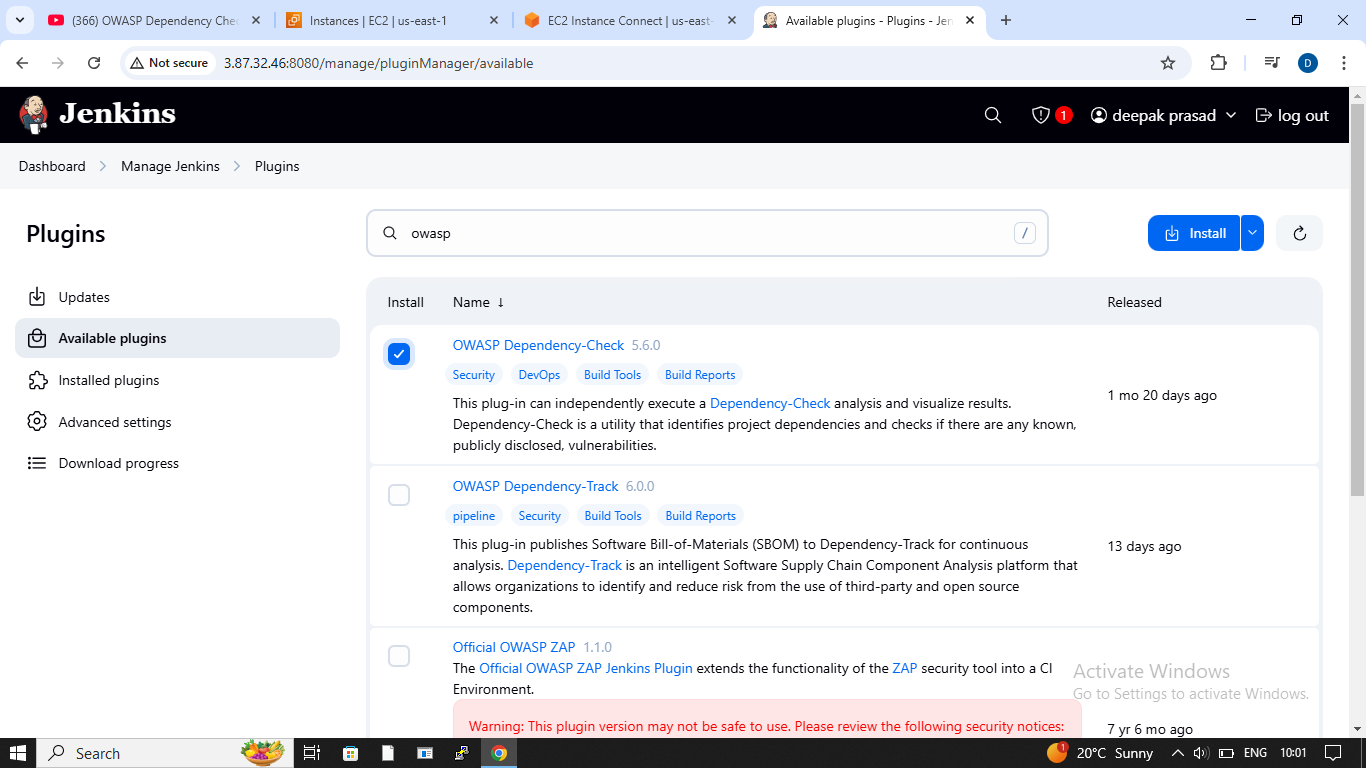 (366) OWASP Dependency Che
Instances | EC2 | us-east-1
EC2 Instance Connect | us-east-
Available plugins - Plugins - Jen
Not secure
3.87.32.46:8080/manage/pluginManager/available
D
Jenkins
1
deepak prasad
log out
Dashboard
Manage Jenkins
Plugins
Plugins
owasp
/
Install
Updates
Available plugins
Installed plugins
Advanced settings
Download progress
Install
Name ↓
Released
OWASP Dependency-Check 5.6.0
Security
DevOps
Build Tools
Build Reports
This plug-in can independently execute a Dependency-Check analysis and visualize results.
Dependency-Check is a utility that identifies project dependencies and checks if there are any known,
publicly disclosed, vulnerabilities.
1 mo 20 days ago
OWASP Dependency-Track 6.0.0
pipeline
Security
Build Tools
Build Reports
This plug-in publishes Software Bill-of-Materials (SBOM) to Dependency-Track for continuous
analysis. Dependency-Track is an intelligent Software Supply Chain Component Analysis platform that
allows organizations to identify and reduce risk from the use of third-party and open source
components.
13 days ago
Official OWASP ZAP 1.1.0
The Official OWASP ZAP Jenkins Plugin extends the functionality of the ZAP security tool into a CI
Environment.
Warning: This plugin version may not be safe to use. Please review the following security notices:
7 yr 6 mo ago
Activate Windows
Go to Settings to activate Windows.
Search
1
20°C Sunny
ENG
10:01